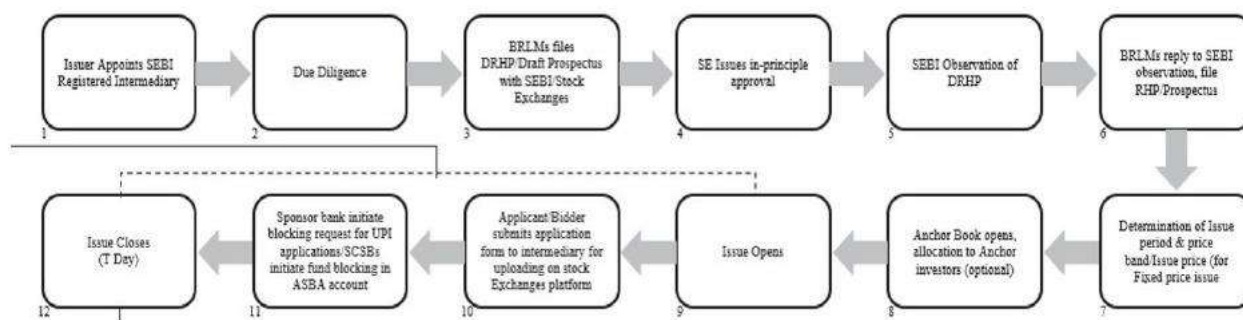 Issuer Appoints SEBI
Registered Intermediary
1
Due Diligence
2
BRLMs files
DRHP/Draft Prospectus
with SEBI/Stock
Exchanges
3
SE Issues in-principle
approval
4
SEBI Observation of
DRHP
5
BRLMs reply to SEBI
observation, file
RHP/Prospectus
6
Determination of Issue
period & price
band/Issue price (for
Fixed price issue
7
Anchor Book opens,
allocation to Anchor
investors (optional)
8
Issue Opens
9
Applicant/Bidder
submits application
form to intermediary for
uploading on stock
Exchanges platform
10
Sponsor bank initiate
blocking request for UPI
applications/SCSBs
initiate fund blocking in
ASBA account
11
Issue Closes
(T Day)
12